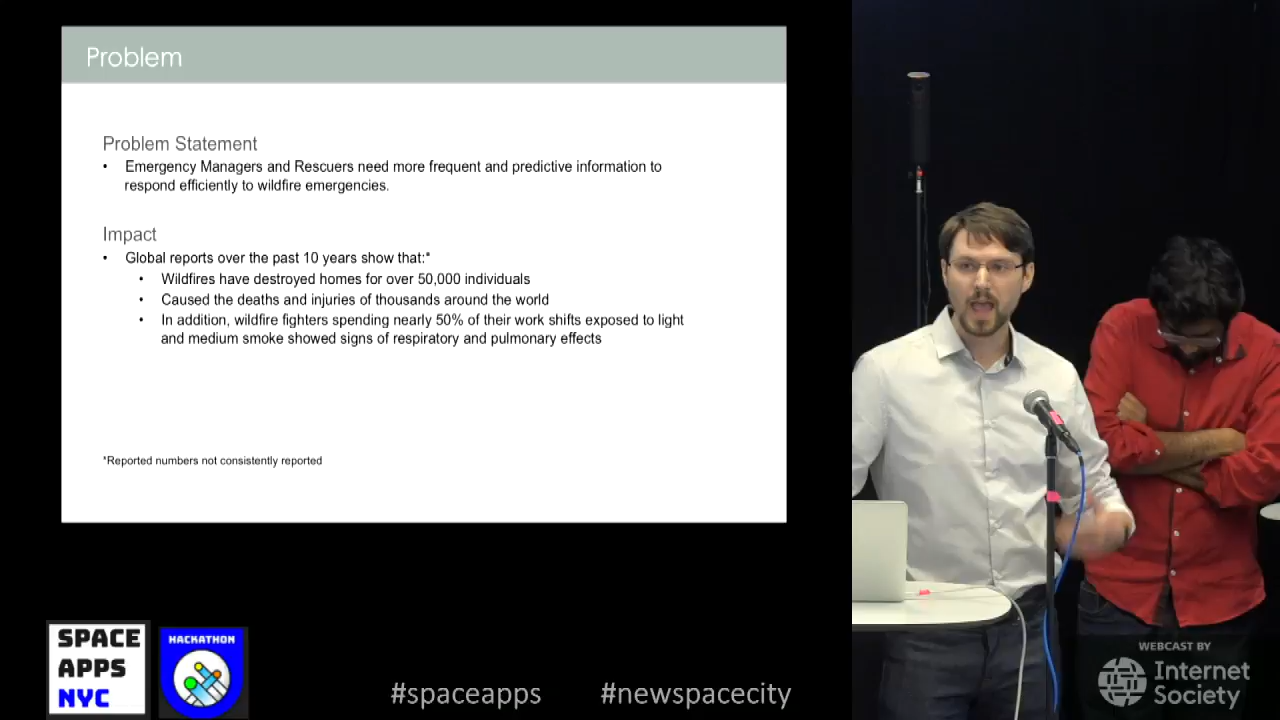 Problem
Problem Statement
• Emergency Managers and Rescuers need more frequent and predictive information to
respond efficiently to wildfire emergencies.
Impact
• Global reports over the past 10 years show that:*
• Wildfires have destroyed homes for over 50,000 individuals
• Caused the deaths and injuries of thousands around the world
• In addition, wildfire fighters spending nearly 50% of their work shifts exposed to light
and medium smoke showed signs of respiratory and pulmonary effects
*Reported numbers not consistently reported
SPACE
APPS
NYC
HACKATHON
#spaceapps #newspacecity
WEBCAST BY
Internet
Society